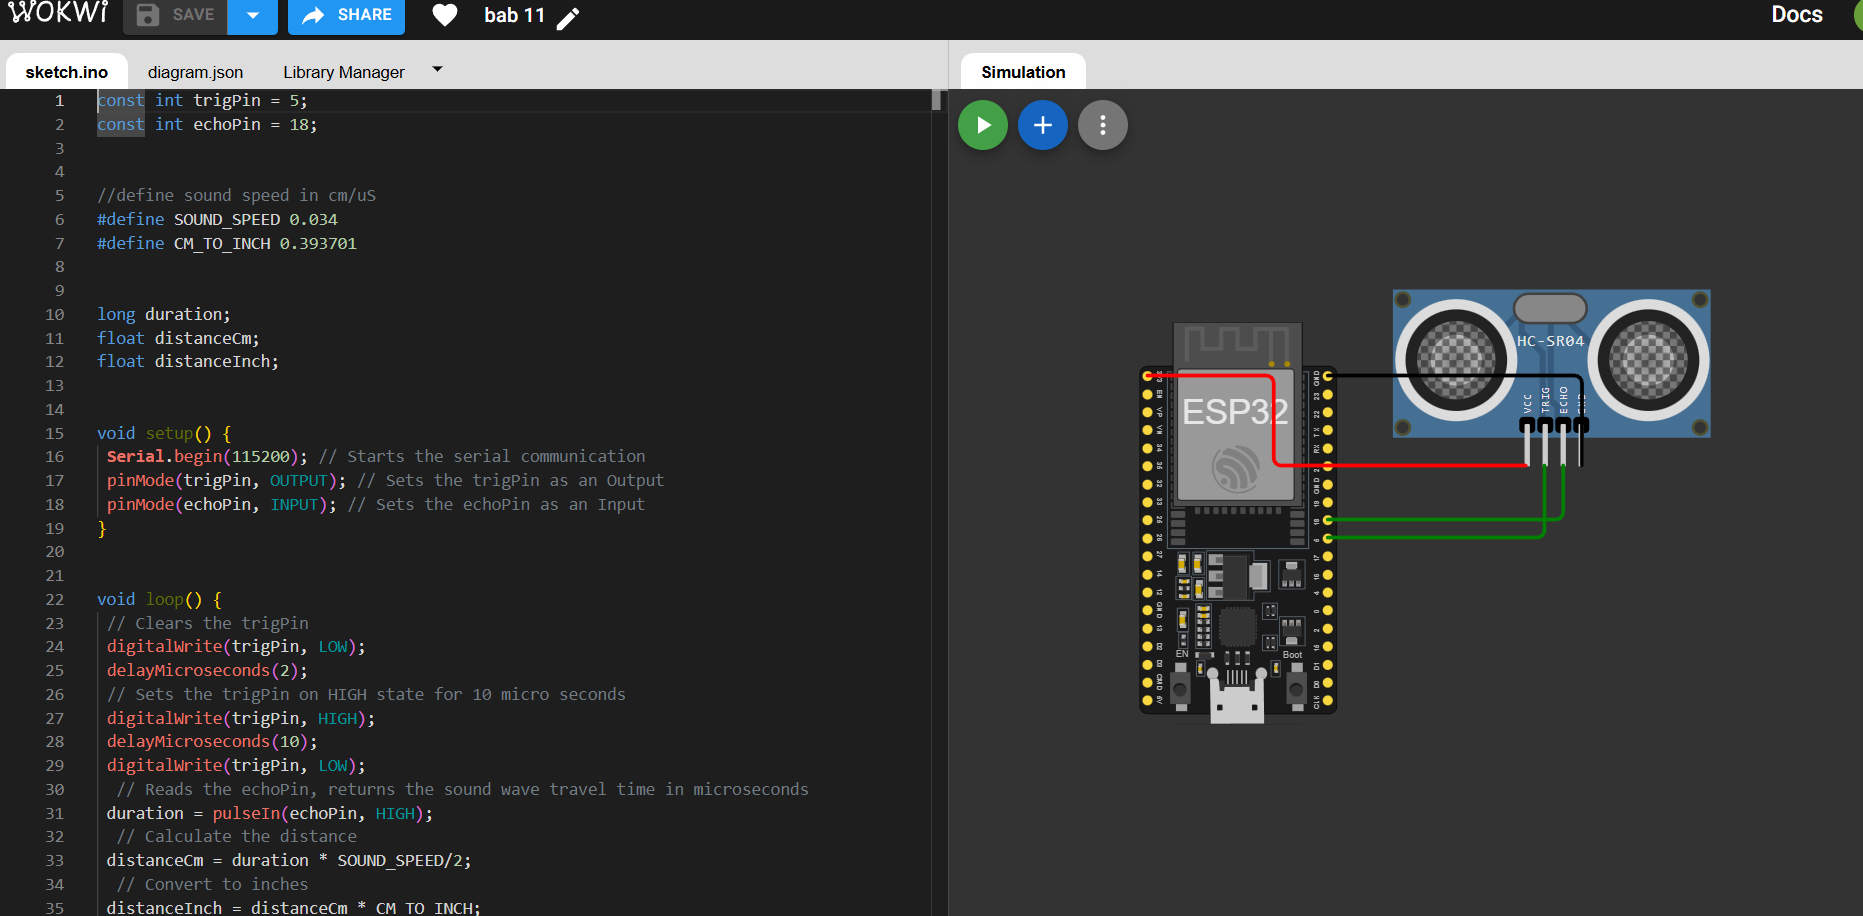 WOKWI
SAVE
SHARE
bab 11
Docs
sketch.ino
diagram.json
Library Manager
Simulation
1 const int trigPin = 5;
2 const int echoPin = 18;
3
4
5 //define sound speed in cm/uS
6 #define SOUND_SPEED 0.034
7 #define CM_TO_INCH 0.393701
8
9
10 long duration;
11 float distanceCm;
12 float distanceInch;
13
14
15 void setup() {
16 Serial.begin(115200); // Starts the serial communication
17 pinMode(trigPin, OUTPUT); // Sets the trigPin as an Output
18 pinMode(echoPin, INPUT); // Sets the echoPin as an Input
19 }
20
21
22 void loop() {
23 // Clears the trigPin
24 digitalWrite(trigPin, LOW);
25 delayMicroseconds(2);
26 // Sets the trigPin on HIGH state for 10 micro seconds
27 digitalWrite(trigPin, HIGH);
28 delayMicroseconds(10);
29 digitalWrite(trigPin, LOW);
30 // Reads the echoPin, returns the sound wave travel time in microseconds
31 duration = pulseIn(echoPin, HIGH);
32 // Calculate the distance
33 distanceCm = duration * SOUND_SPEED/2;
34 // Convert to inches
35 distanceInch = distanceCm * CM_TO_INCH;
HC-SR04
VCC
TRIG
ECHO
ESP32
EN
Boot